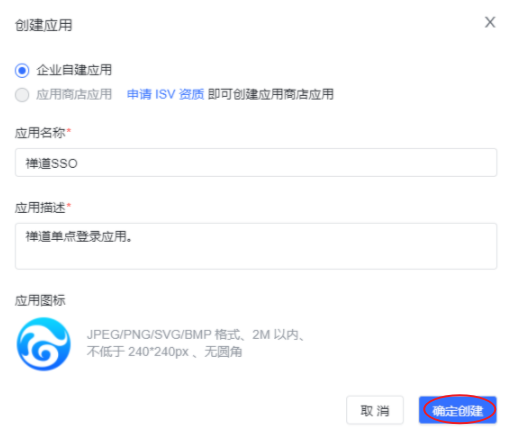 创建应用
企业自建应用
应用商店应用 申请 ISV 资质 即可创建应用商店应用
应用名称*
禅道SSO
应用描述*
禅道单点登录应用。
应用图标
JPEG/PNG/SVG/BMP 格式、2M 以内、
不低于 240*240px 、无圆角
取 消 确定创建